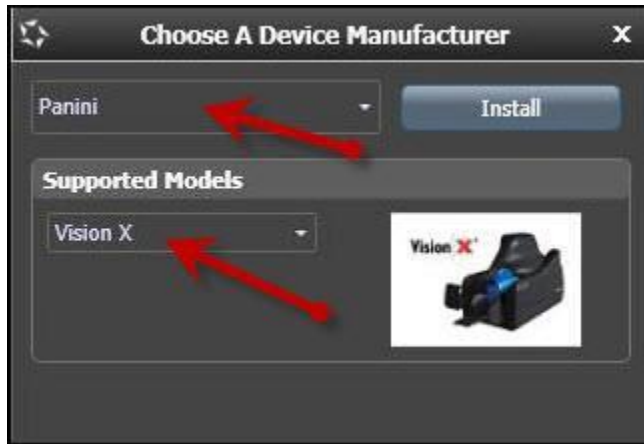 Choose A Device Manufacturer X
Panini
Install
Supported Models
Vision X
Vision X